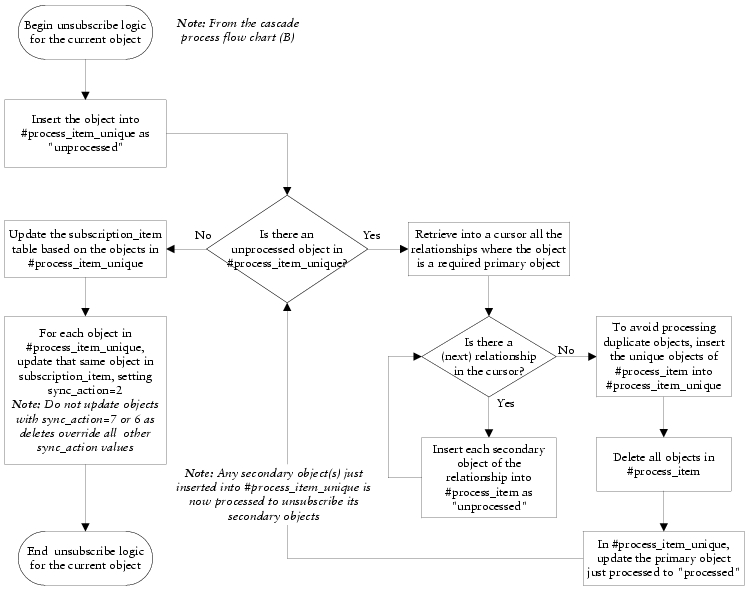 Begin unsubscribe logic
for the current object
Note: From the cascade
process flow chart (B)
Insert the object into
#process_item_unique as
"unprocessed"
Is there an
unprocessed object in
#process_item_unique?
No
Yes
Update the subscription_item
table based on the objects in
#process_item_unique
For each object in
#process_item_unique,
update that same object in
subscription_item, setting
sync_action=2
Note: Do not update objects
with sync_action=7 or 6 as
deletes override all other
sync_action values
End unsubscribe logic
for the current object
Retrieve into a cursor all the
relationships where the object
is a required primary object
Is there a
(next) relationship
in the cursor?
No
Yes
Insert each secondary
object of the
relationship into
#process_item as
"unprocessed"
To avoid processing
duplicate objects, insert
the unique objects of
#process_item into
#process_item_unique
Delete all objects in
#process_item
In #process_item_unique,
update the primary object
just processed to "processed"
Note: Any secondary object(s) just
inserted into #process_item_unique is
now processed to unsubscribe its
secondary objects